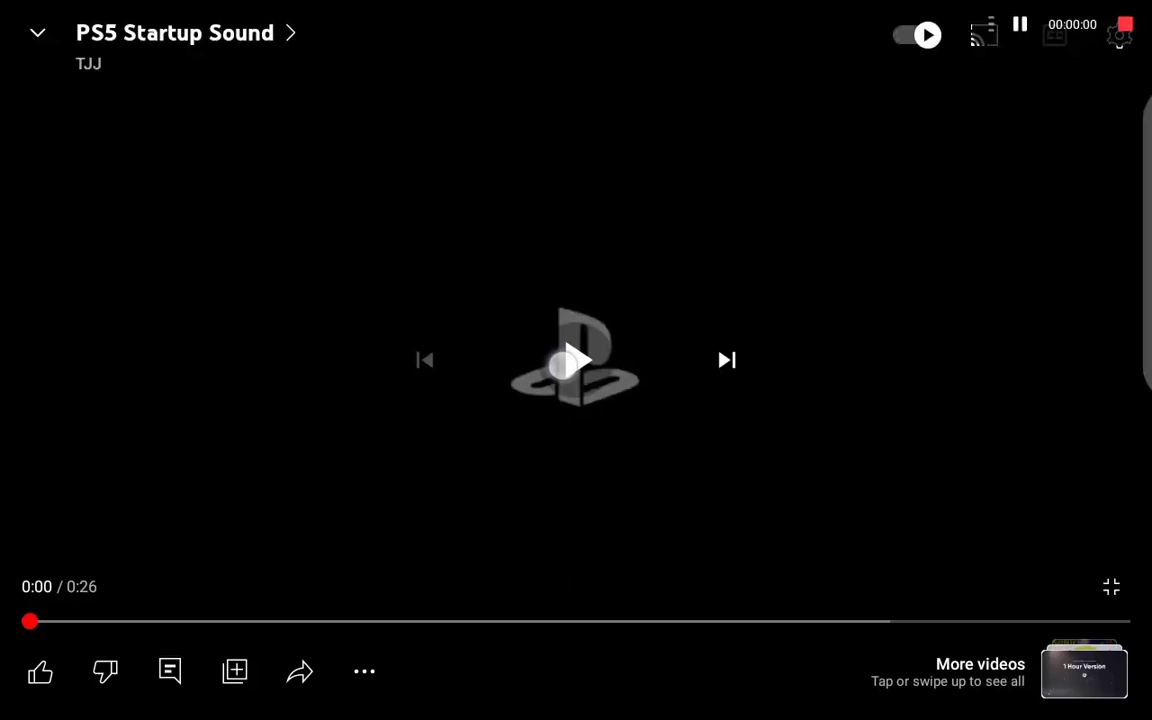 PS5 Startup Sound
TJJ
00:00:00
0:00 / 0:26
More videos
Tap or swipe up to see all
1 Hour Version